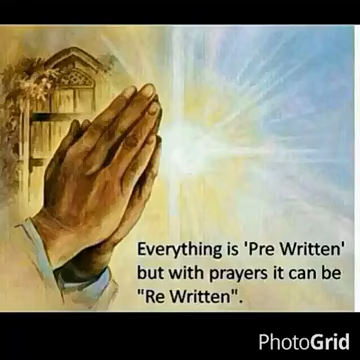 Everything is 'Pre Written'
but with prayers it can be
"Re Written".
PhotoGrid